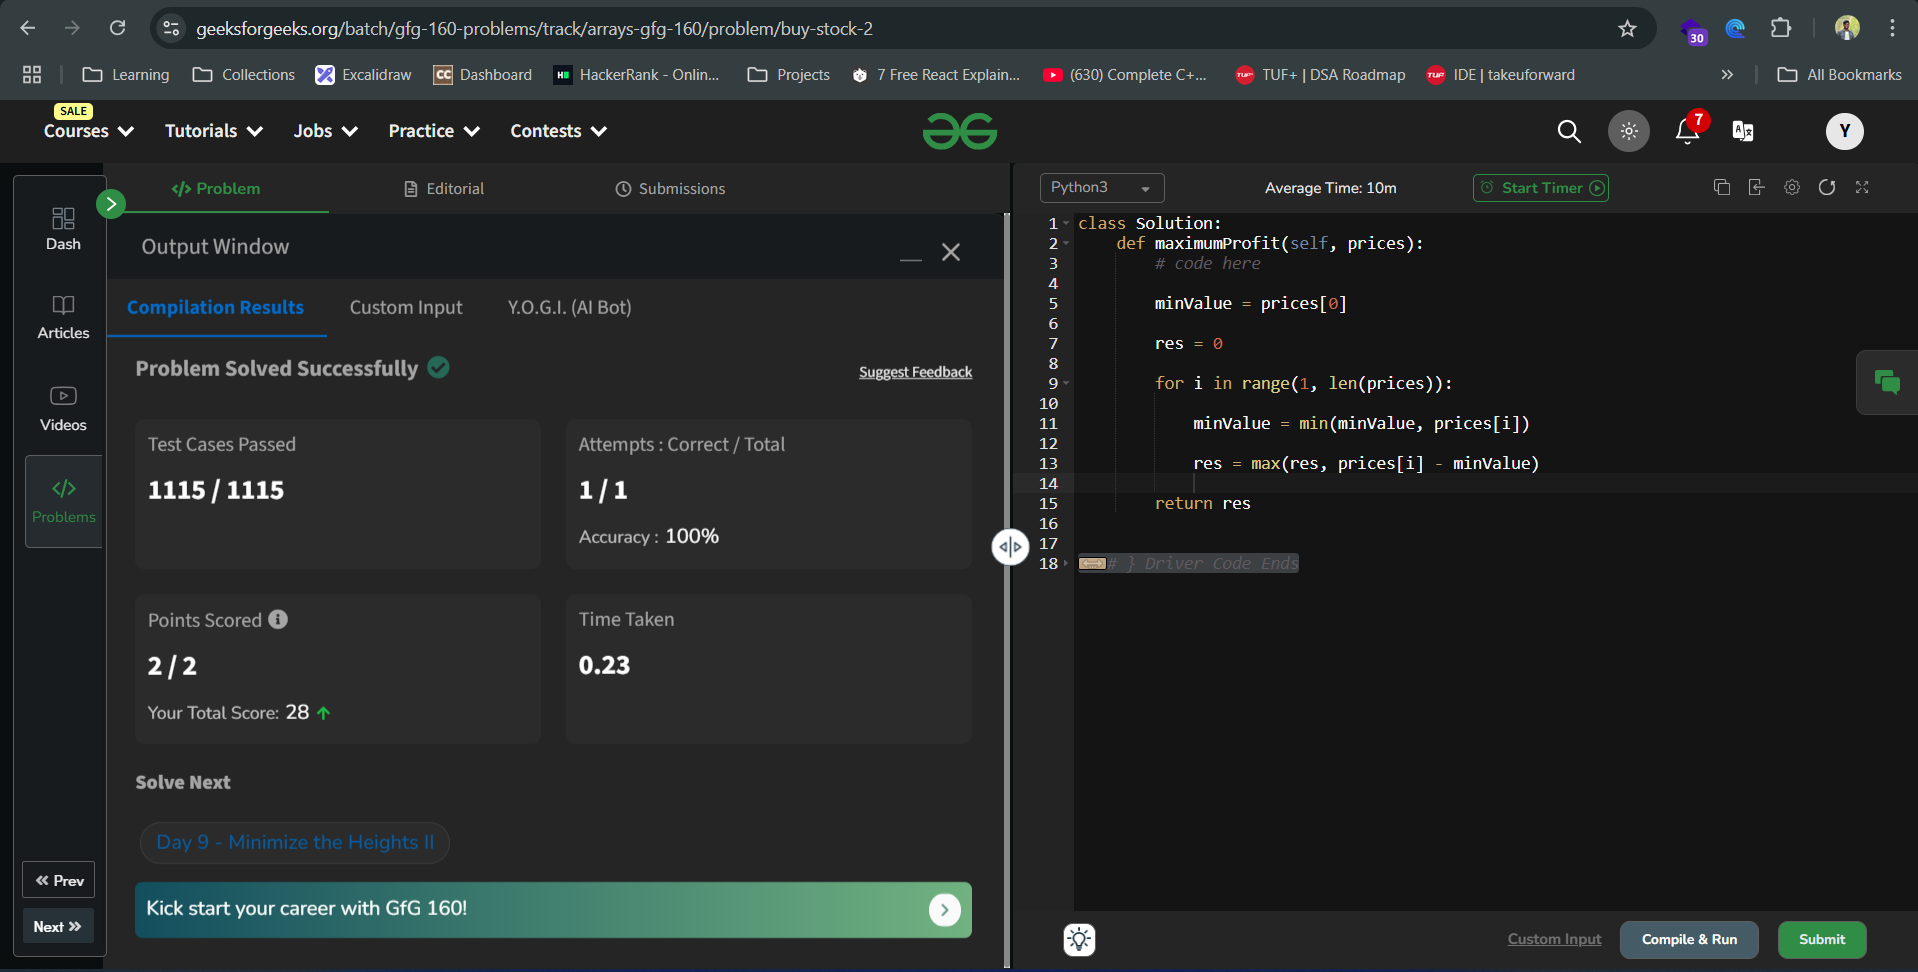 geeksforgeeks.org/batch/gfg-160-problems/track/arrays-gfg-160/problem/buy-stock-2
30
Learning
Collections
Excalidraw
CC
Dashboard
HackerRank - Onlin...
Projects
7 Free React Explain...
(630) Complete C+...
TUF+ | DSA Roadmap
IDE | takeuforward
All Bookmarks
SALE
Courses
Tutorials
Jobs
Practice
Contests
7
Y
Dash
Articles
Videos
Problems
Prev
Next
Problem
Editorial
Submissions
Output Window
Compilation Results
Custom Input
Y.O.G.I. (AI Bot)
Problem Solved Successfully
Suggest Feedback
Test Cases Passed
1115 / 1115
Attempts : Correct / Total
1 / 1
Accuracy : 100%
Points Scored
2 / 2
Your Total Score: 28
Time Taken
0.23
Solve Next
Day 9 - Minimize the Heights II
Kick start your career with GfG 160!
Python3
Average Time: 10m
Start Timer
1 class Solution:
2 def maximumProfit(self, prices):
3 # code here
4
5 minValue = prices[0]
6
7 res = 0
8
9 for i in range(1, len(prices)):
10
11 minValue = min(minValue, prices[i])
12
13 res = max(res, prices[i] - minValue)
14
15 return res
16
17
18 # } Driver Code Ends
Custom Input
Compile & Run
Submit